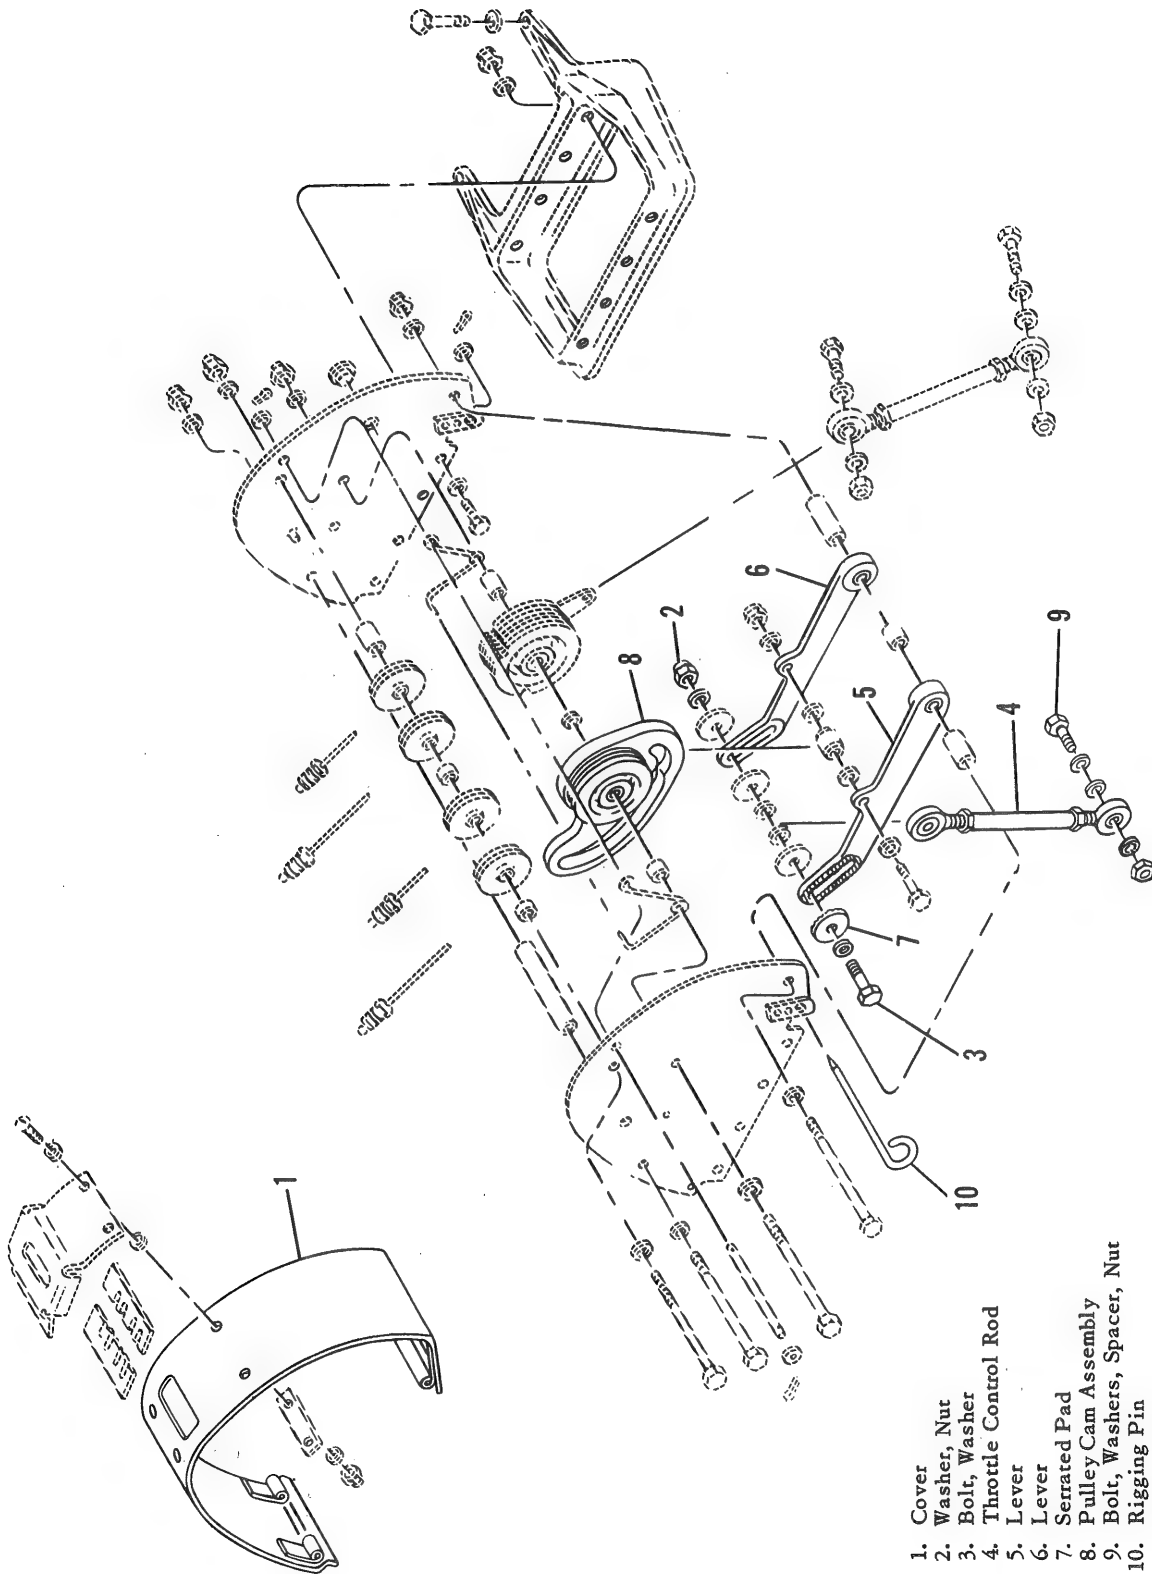 1
2
3
4
5
6
7
8
9
10
1. Cover
2. Washer, Nut
3. Bolt, Washer
4. Throttle Control Rod
5. Lever
6. Lever
7. Serrated Pad
8. Pulley Cam Assembly
9. Bolt, Washers, Spacer, Nut
10. Rigging Pin